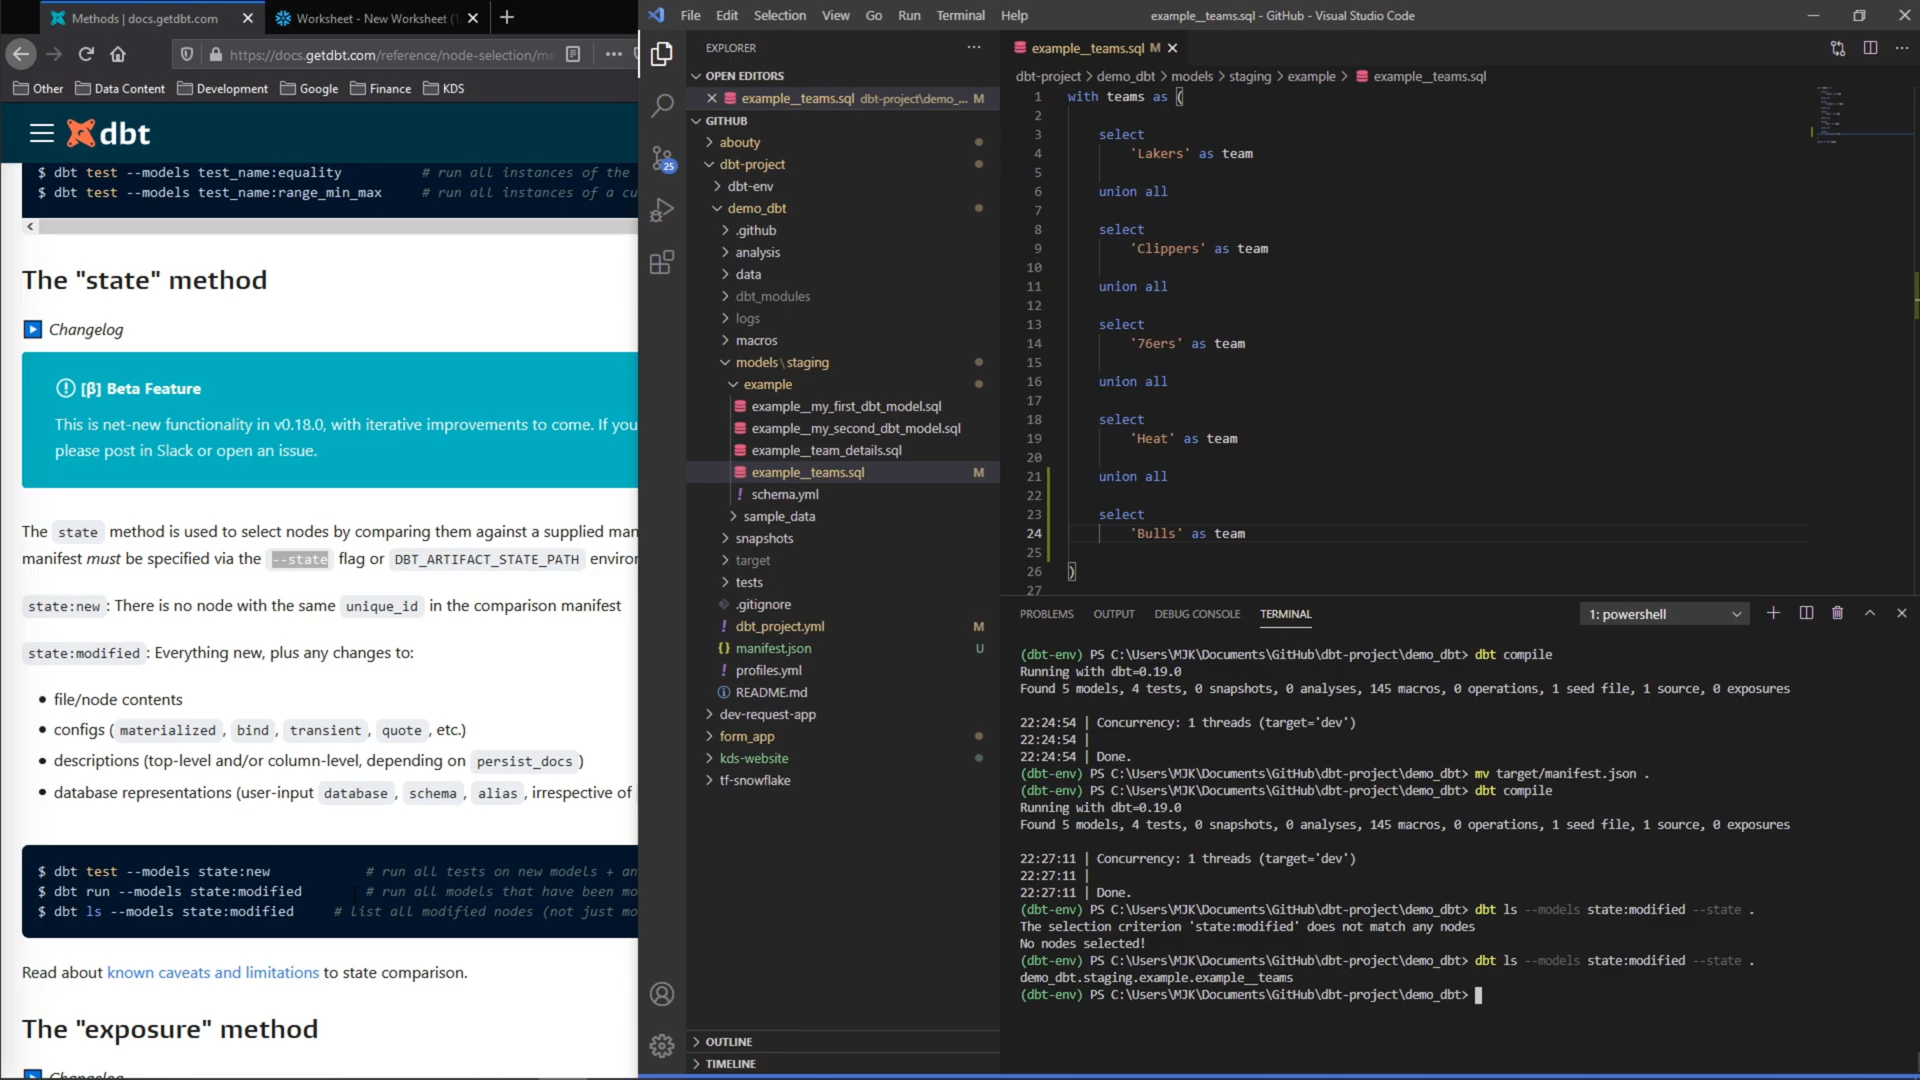 Methods | docs.getdbt.com
Worksheet - New Worksheet (
https://docs.getdbt.com/reference/node-selection/me
Other
Data Content
Development
Google
Finance
KDS
dbt
$ dbt test --models test_name:equality # run all instances of the
$ dbt test --models test_name:range_min_max # run all instances of a cu
The "state" method
Changelog
[β] Beta Feature
This is net-new functionality in v0.18.0, with iterative improvements to come. If you
please post in Slack or open an issue.
The state method is used to select nodes by comparing them against a supplied man
manifest must be specified via the --state flag or DBT_ARTIFACT_STATE_PATH environ
state:new : There is no node with the same unique_id in the comparison manifest
state:modified : Everything new, plus any changes to:
• file/node contents
• configs ( materialized , bind , transient , quote , etc.)
• descriptions (top-level and/or column-level, depending on persist_docs )
• database representations (user-input database , schema , alias , irrespective of
$ dbt test --models state:new # run all tests on new models + an
$ dbt run --models state:modified # run all models that have been mo
$ dbt ls --models state:modified # list all modified nodes (not just mo
Read about known caveats and limitations to state comparison.
The "exposure" method
Changelog
File Edit Selection View Go Run Terminal Help
example__teams.sql - GitHub - Visual Studio Code
25
EXPLORER
OPEN EDITORS
example__teams.sql dbt-project\demo_... M
GITHUB
abouty
dbt-project
dbt-env
demo_dbt
.github
analysis
data
dbt_modules
logs
macros
models\staging
example
example__my_first_dbt_model.sql
example__my_second_dbt_model.sql
example__team_details.sql
example__teams.sql M
schema.yml
sample_data
snapshots
target
tests
.gitignore
dbt_project.yml M
manifest.json U
profiles.yml
README.md
dev-request-app
form_app
kds-website
tf-snowflake
OUTLINE
TIMELINE
example__teams.sql M
dbt-project > demo_dbt > models > staging > example > example__teams.sql
1 with teams as (
2
3 select
4 'Lakers' as team
5
6 union all
7
8 select
9 'Clippers' as team
10
11 union all
12
13 select
14 '76ers' as team
15
16 union all
17
18 select
19 'Heat' as team
20
21 union all
22
23 select
24 'Bulls' as team
25
26 )
27
PROBLEMS OUTPUT DEBUG CONSOLE TERMINAL
1: powershell
(dbt-env) PS C:\Users\MJK\Documents\GitHub\dbt-project\demo_dbt> dbt compile
Running with dbt=0.19.0
Found 5 models, 4 tests, 0 snapshots, 0 analyses, 145 macros, 0 operations, 1 seed file, 1 source, 0 exposures
22:24:54 | Concurrency: 1 threads (target='dev')
22:24:54 |
22:24:54 | Done.
(dbt-env) PS C:\Users\MJK\Documents\GitHub\dbt-project\demo_dbt> mv target/manifest.json .
(dbt-env) PS C:\Users\MJK\Documents\GitHub\dbt-project\demo_dbt> dbt compile
Running with dbt=0.19.0
Found 5 models, 4 tests, 0 snapshots, 0 analyses, 145 macros, 0 operations, 1 seed file, 1 source, 0 exposures
22:27:11 | Concurrency: 1 threads (target='dev')
22:27:11 |
22:27:11 | Done.
(dbt-env) PS C:\Users\MJK\Documents\GitHub\dbt-project\demo_dbt> dbt ls --models state:modified --state .
The selection criterion 'state:modified' does not match any nodes
No nodes selected!
(dbt-env) PS C:\Users\MJK\Documents\GitHub\dbt-project\demo_dbt> dbt ls --models state:modified --state .
demo_dbt.staging.example.example__teams
(dbt-env) PS C:\Users\MJK\Documents\GitHub\dbt-project\demo_dbt>